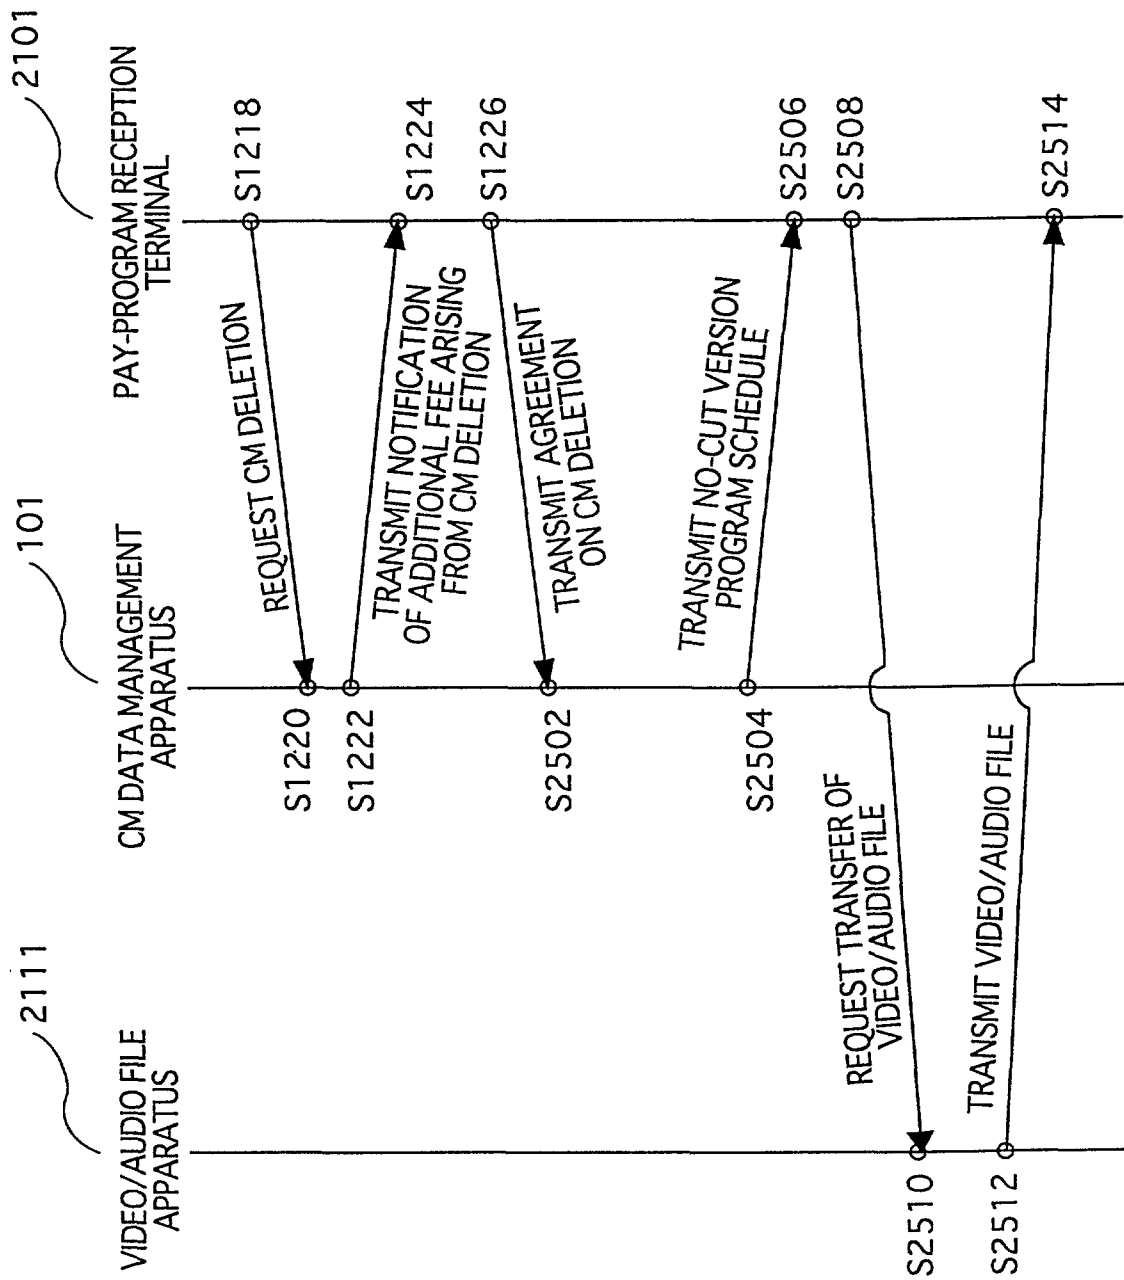 2111
VIDEO/AUDIO FILE
APPARATUS
101
CM DATA MANAGEMENT
APPARATUS
2101
PAY-PROGRAM RECEPTION
TERMINAL
S1218
REQUEST CM DELETION
S1220
S1222
TRANSMIT NOTIFICATION
OF ADDITIONAL FEE ARISING
FROM CM DELETION
S1224
S1226
TRANSMIT AGREEMENT
ON CM DELETION
S2502
S2504
TRANSMIT NO-CUT VERSION
PROGRAM SCHEDULE
S2506
S2508
REQUEST TRANSFER OF
VIDEO/AUDIO FILE
S2510
S2512
TRANSMIT VIDEO/AUDIO FILE
S2514